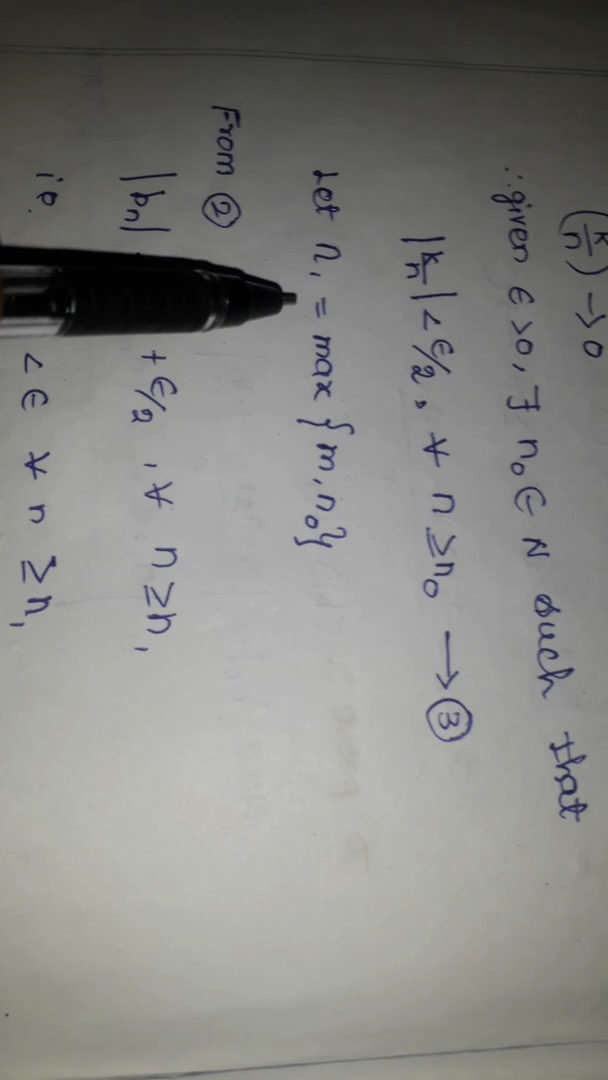 (k/n) → 0
∴ given ϵ >0, ∃ n₀ ∈ N such that
|k/n| < ϵ/2, ∀ n ≥ n₀ → ③
Let n₁ = max {m, n₀}
From ②
|bₙ| + ϵ/2, ∀ n ≥ n₁
ie. < ϵ ∀ n ≥ n₁